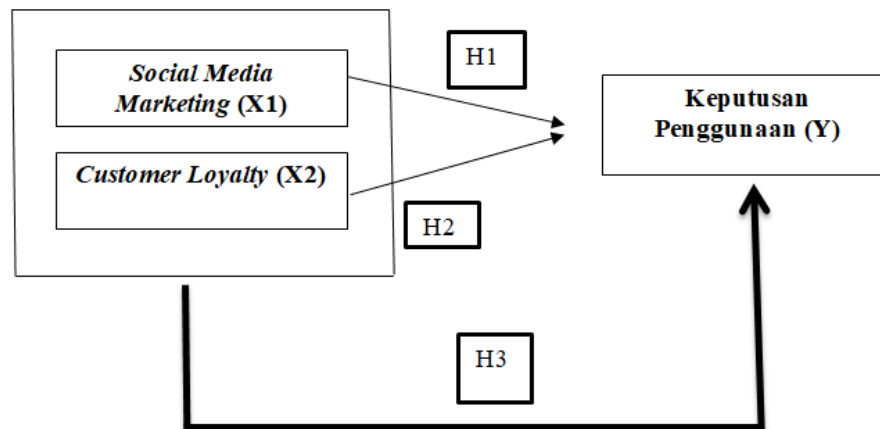 H1
Social Media
Marketing (X1)
Keputusan
Penggunaan (Y)
Customer Loyalty (X2)
H2
H3